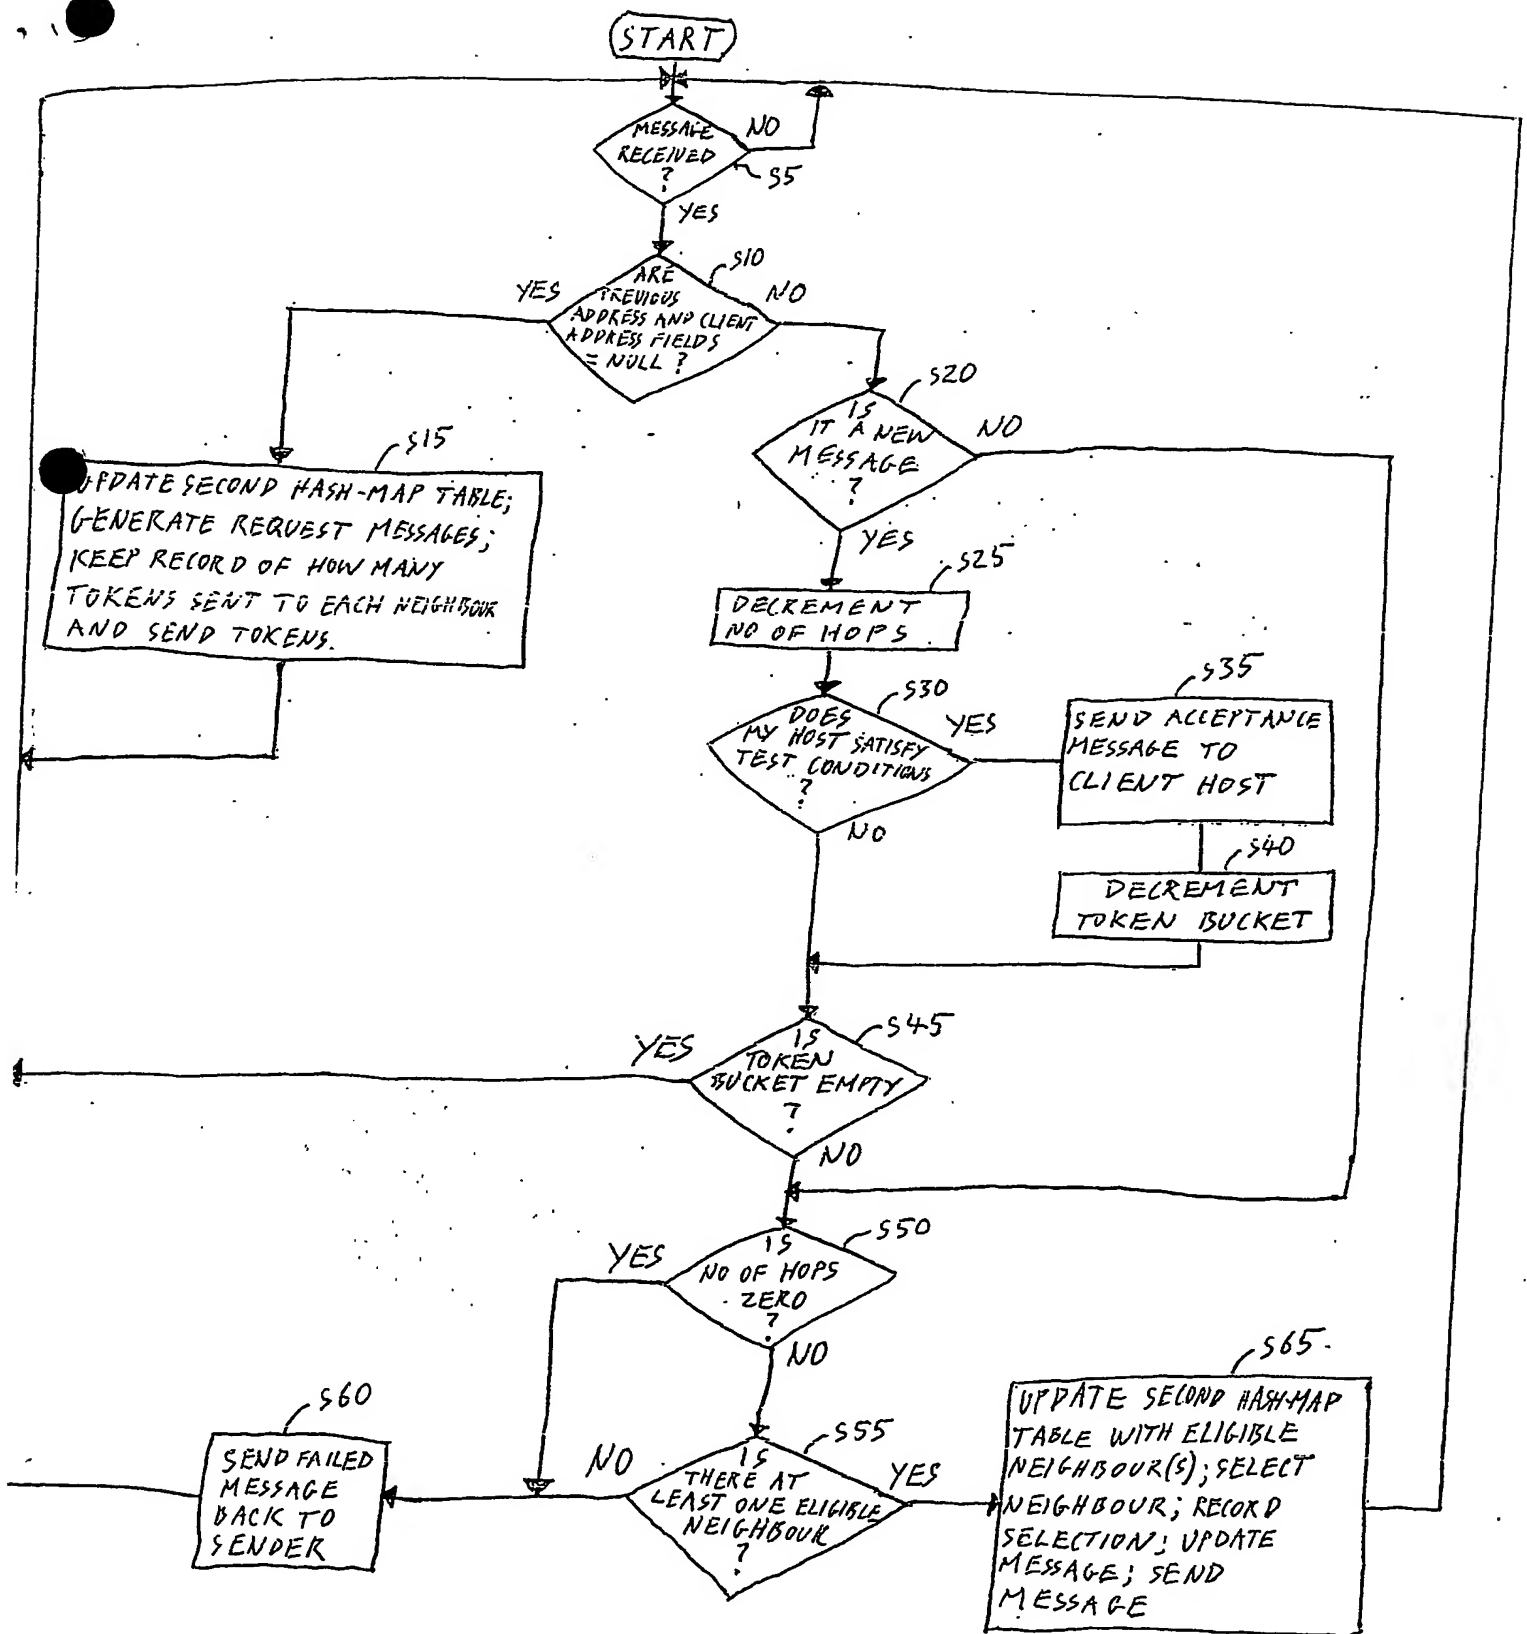 START
MESSAGE
RECEIVED
?
NO
S5
YES
S10
ARE
PREVIOUS
ADDRESS AND CLIENT
ADDRESS FIELDS
= NULL ?
YES
NO
S20
IS
IT A NEW
MESSAGE
?
NO
YES
S15
UPDATE SECOND HASH-MAP TABLE;
GENERATE REQUEST MESSAGES;
KEEP RECORD OF HOW MANY
TOKENS SENT TO EACH NEIGHBOUR
AND SEND TOKENS.
S25
DECREMENT
NO OF HOPS
S30
DOES
MY HOST SATISFY
TEST CONDITIONS
?
YES
NO
S35
SEND ACCEPTANCE
MESSAGE TO
CLIENT HOST
S40
DECREMENT
TOKEN BUCKET
S45
IS
TOKEN
BUCKET EMPTY
?
YES
NO
S50
IS
NO OF HOPS
ZERO
?
YES
NO
S55
IS
THERE AT
LEAST ONE ELIGIBLE
NEIGHBOUR
?
NO
YES
S60
SEND FAILED
MESSAGE
BACK TO
SENDER
S65.
UPDATE SECOND HASH-MAP
TABLE WITH ELIGIBLE
NEIGHBOUR(S); SELECT
NEIGHBOUR; RECORD
SELECTION; UPDATE
MESSAGE; SEND
MESSAGE